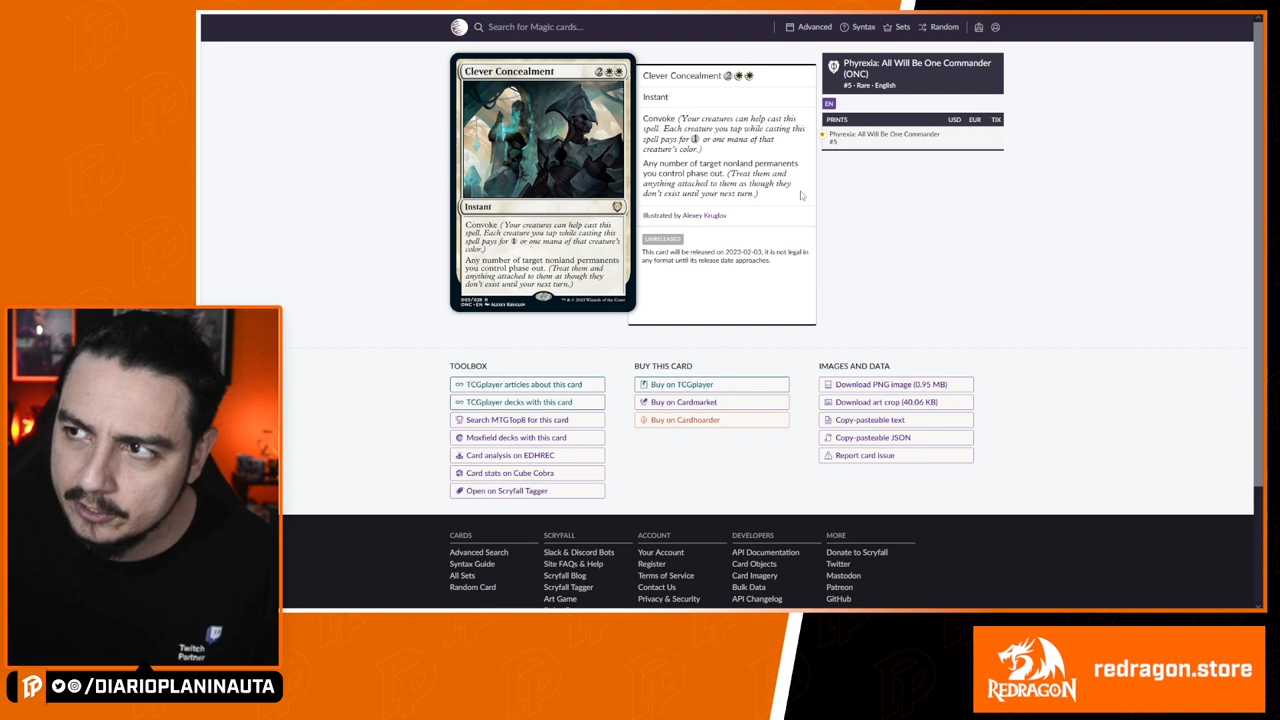 Search for Magic cards...
Advanced
Syntax
Sets
Random
Clever Concealment 2
Instant
Convoke (Your creatures can help cast this
spell. Each creature you tap while casting this
spell pays for 1 or one mana of that creature's
color.)
Any number of target nonland permanents
you control phase out. (Treat them and
anything attached to them as though they
don't exist until your next turn.)
005/028 R
ONC • EN ALEXEY KRUGLOV
™ & © 2023 Wizards of the Coast
Clever Concealment 2
Instant
Convoke (Your creatures can help cast this
spell. Each creature you tap while casting this
spell pays for 1 or one mana of that
creature's color.)
Any number of target nonland permanents
you control phase out. (Treat them and
anything attached to them as though they
don't exist until your next turn.)
Illustrated by Alexey Kruglov
UNRELEASED
This card will be released on 2023-02-03, it is not legal in
any format until its release date approaches.
Phyrexia: All Will Be One Commander
(ONC)
#5 · Rare · English
EN
PRINTS USD EUR TIX
Phyrexia: All Will Be One Commander
#5
TOOLBOX
TCGplayer articles about this card
TCGplayer decks with this card
Search MTGTop8 for this card
Moxfield decks with this card
Card analysis on EDHREC
Card stats on Cube Cobra
Open on Scryfall Tagger
BUY THIS CARD
Buy on TCGplayer
Buy on Cardmarket
Buy on Cardhoarder
IMAGES AND DATA
Download PNG image (0.95 MB)
Download art crop (40.06 KB)
Copy-pasteable text
Copy-pasteable JSON
Report card issue
CARDS
Advanced Search
Syntax Guide
All Sets
Random Card
SCRYFALL
Slack & Discord Bots
Site FAQs & Help
Scryfall Blog
Scryfall Tagger
Art Game
ACCOUNT
Your Account
Register
Terms of Service
Contact Us
Privacy & Security
DEVELOPERS
API Documentation
Card Objects
Card Imagery
Bulk Data
API Changelog
MORE
Donate to Scryfall
Twitter
Mastodon
Patreon
GitHub
Twitch
Partner
/DIARIOPLANINAUTA
REDRAGON
redragon.store